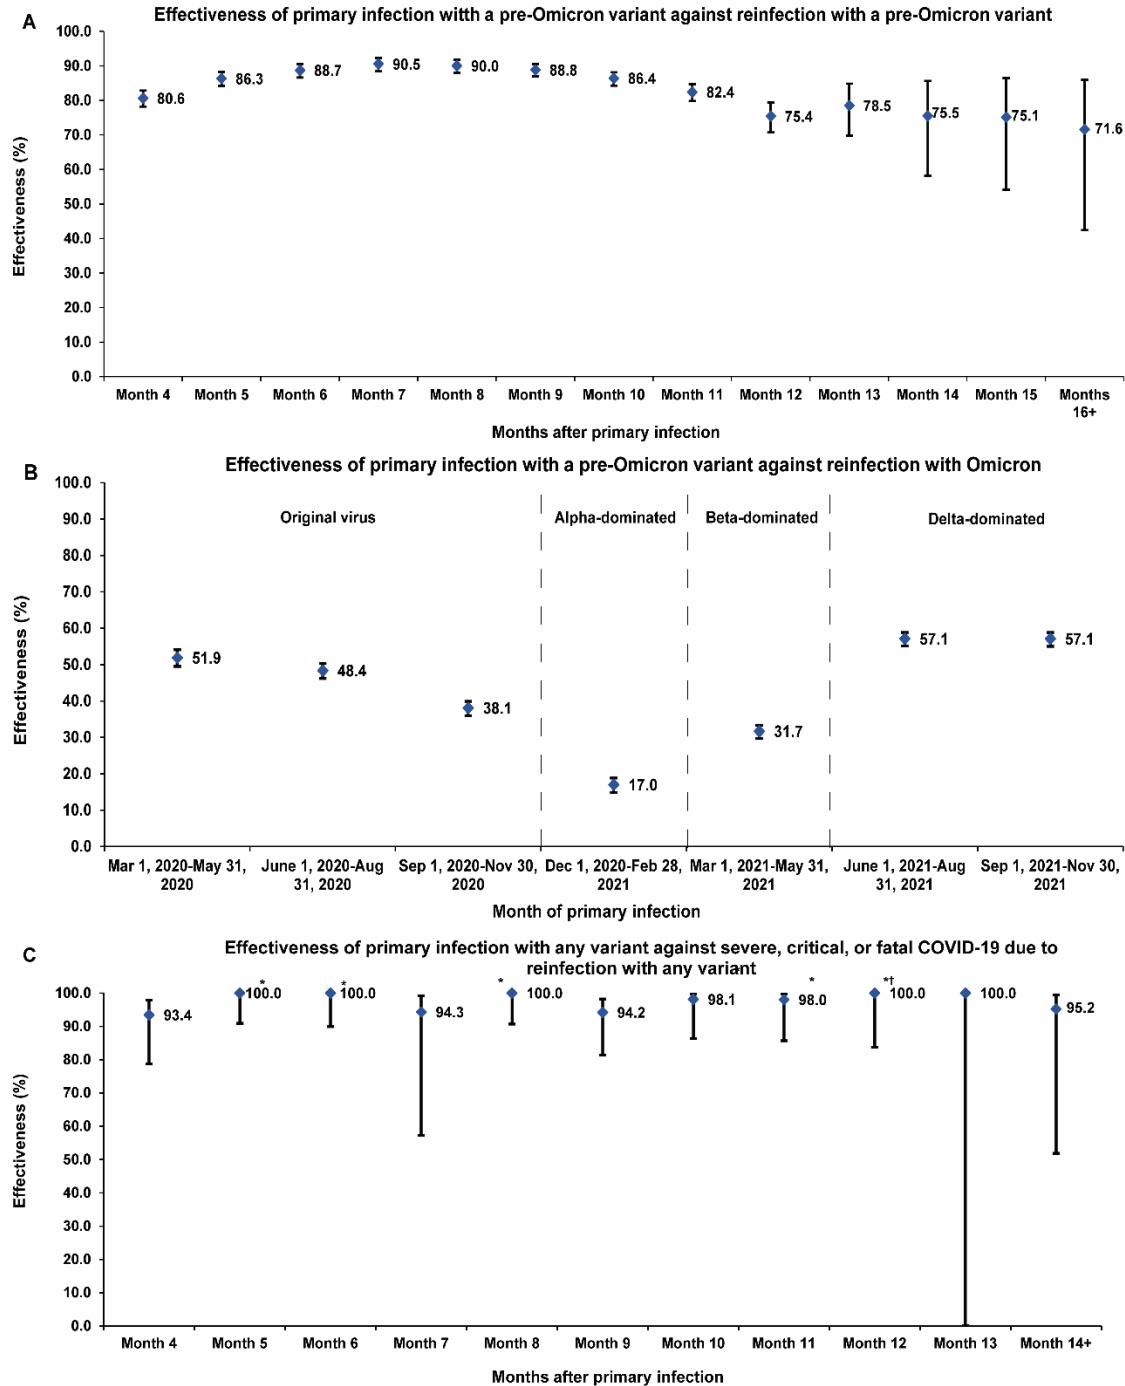 A
Effectiveness of primary infection witth a pre-Omicron variant against reinfection with a pre-Omicron variant
Effectiveness (%)
100.0
90.0
80.0
70.0
60.0
50.0
40.0
30.0
20.0
10.0
0.0
80.6
86.3
88.7
90.5
90.0
88.8
86.4
82.4
75.4
78.5
75.5
75.1
71.6
Month 4 Month 5 Month 6 Month 7 Month 8 Month 9 Month 10 Month 11 Month 12 Month 13 Month 14 Month 15 Months
16+
Months after primary infection
B
Effectiveness of primary infection with a pre-Omicron variant against reinfection with Omicron
Effectiveness (%)
100.0
90.0
80.0
70.0
60.0
50.0
40.0
30.0
20.0
10.0
0.0
Original virus
Alpha-dominated
Beta-dominated
Delta-dominated
51.9
48.4
38.1
17.0
31.7
57.1
57.1
Mar 1, 2020-May 31,
2020
June 1, 2020-Aug
31, 2020
Sep 1, 2020-Nov 30,
2020
Dec 1, 2020-Feb 28,
2021
Mar 1, 2021-May 31,
2021
June 1, 2021-Aug
31, 2021
Sep 1, 2021-Nov 30,
2021
Month of primary infection
C
Effectiveness of primary infection with any variant against severe, critical, or fatal COVID-19 due to
reinfection with any variant
Effectiveness (%)
100.0
90.0
80.0
70.0
60.0
50.0
40.0
30.0
20.0
10.0
0.0
93.4
*
100.0
*
100.0
94.3
*
100.0
94.2
98.1
*
98.0
*†
100.0
100.0
95.2
Month 4 Month 5 Month 6 Month 7 Month 8 Month 9 Month 10 Month 11 Month 12 Month 13 Month 14+
Months after primary infection